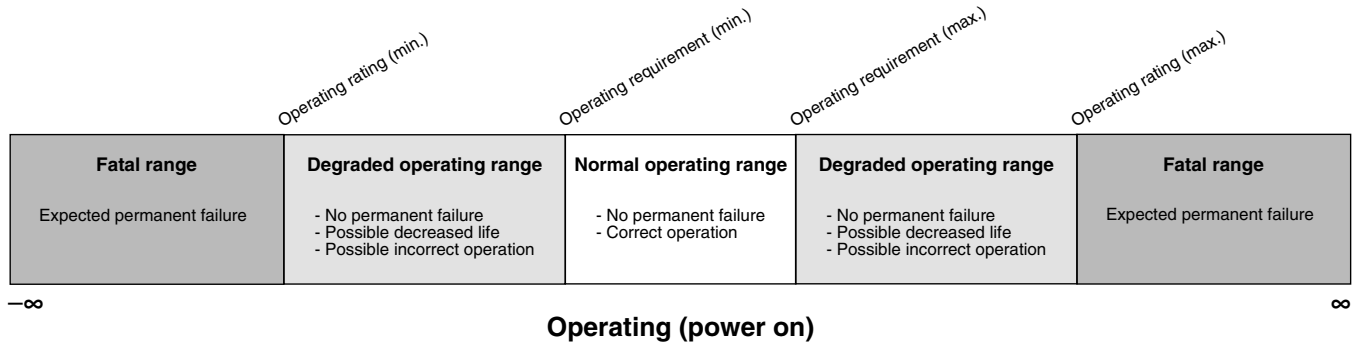 Operating rating (min.)
Operating requirement (min.)
Operating requirement (max.)
Operating rating (max.)
Fatal range
Expected permanent failure
Degraded operating range
- No permanent failure
- Possible decreased life
- Possible incorrect operation
Normal operating range
- No permanent failure
- Correct operation
Degraded operating range
- No permanent failure
- Possible decreased life
- Possible incorrect operation
Fatal range
Expected permanent failure
–∞
∞
Operating (power on)